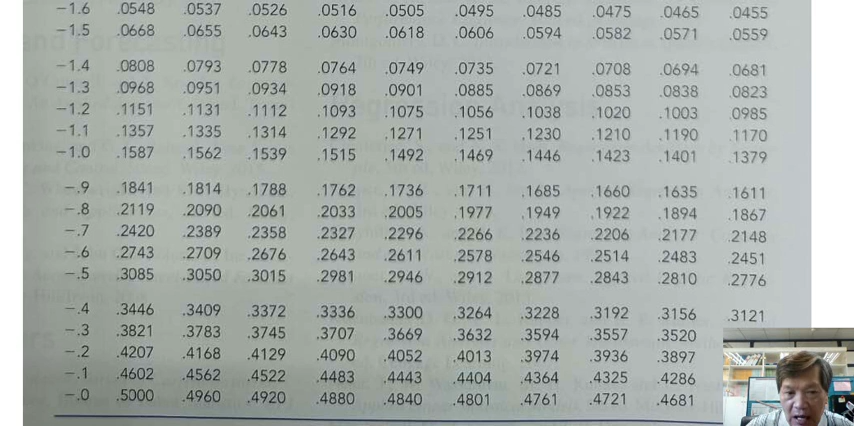 −1.6 .0548 .0537 .0526 .0516 .0505 .0495 .0485 .0475 .0465 .0455
−1.5 .0668 .0655 .0643 .0630 .0618 .0606 .0594 .0582 .0571 .0559
−1.4 .0808 .0793 .0778 .0764 .0749 .0735 .0721 .0708 .0694 .0681
−1.3 .0968 .0951 .0934 .0918 .0901 .0885 .0869 .0853 .0838 .0823
−1.2 .1151 .1131 .1112 .1093 .1075 .1056 .1038 .1020 .1003 .0985
−1.1 .1357 .1335 .1314 .1292 .1271 .1251 .1230 .1210 .1190 .1170
−1.0 .1587 .1562 .1539 .1515 .1492 .1469 .1446 .1423 .1401 .1379
−.9 .1841 .1814 .1788 .1762 .1736 .1711 .1685 .1660 .1635 .1611
−.8 .2119 .2090 .2061 .2033 .2005 .1977 .1949 .1922 .1894 .1867
−.7 .2420 .2389 .2358 .2327 .2296 .2266 .2236 .2206 .2177 .2148
−.6 .2743 .2709 .2676 .2643 .2611 .2578 .2546 .2514 .2483 .2451
−.5 .3085 .3050 .3015 .2981 .2946 .2912 .2877 .2843 .2810 .2776
−.4 .3446 .3409 .3372 .3336 .3300 .3264 .3228 .3192 .3156 .3121
−.3 .3821 .3783 .3745 .3707 .3669 .3632 .3594 .3557 .3520
−.2 .4207 .4168 .4129 .4090 .4052 .4013 .3974 .3936 .3897
−.1 .4602 .4562 .4522 .4483 .4443 .4404 .4364 .4325 .4286
−.0 .5000 .4960 .4920 .4880 .4840 .4801 .4761 .4721 .4681